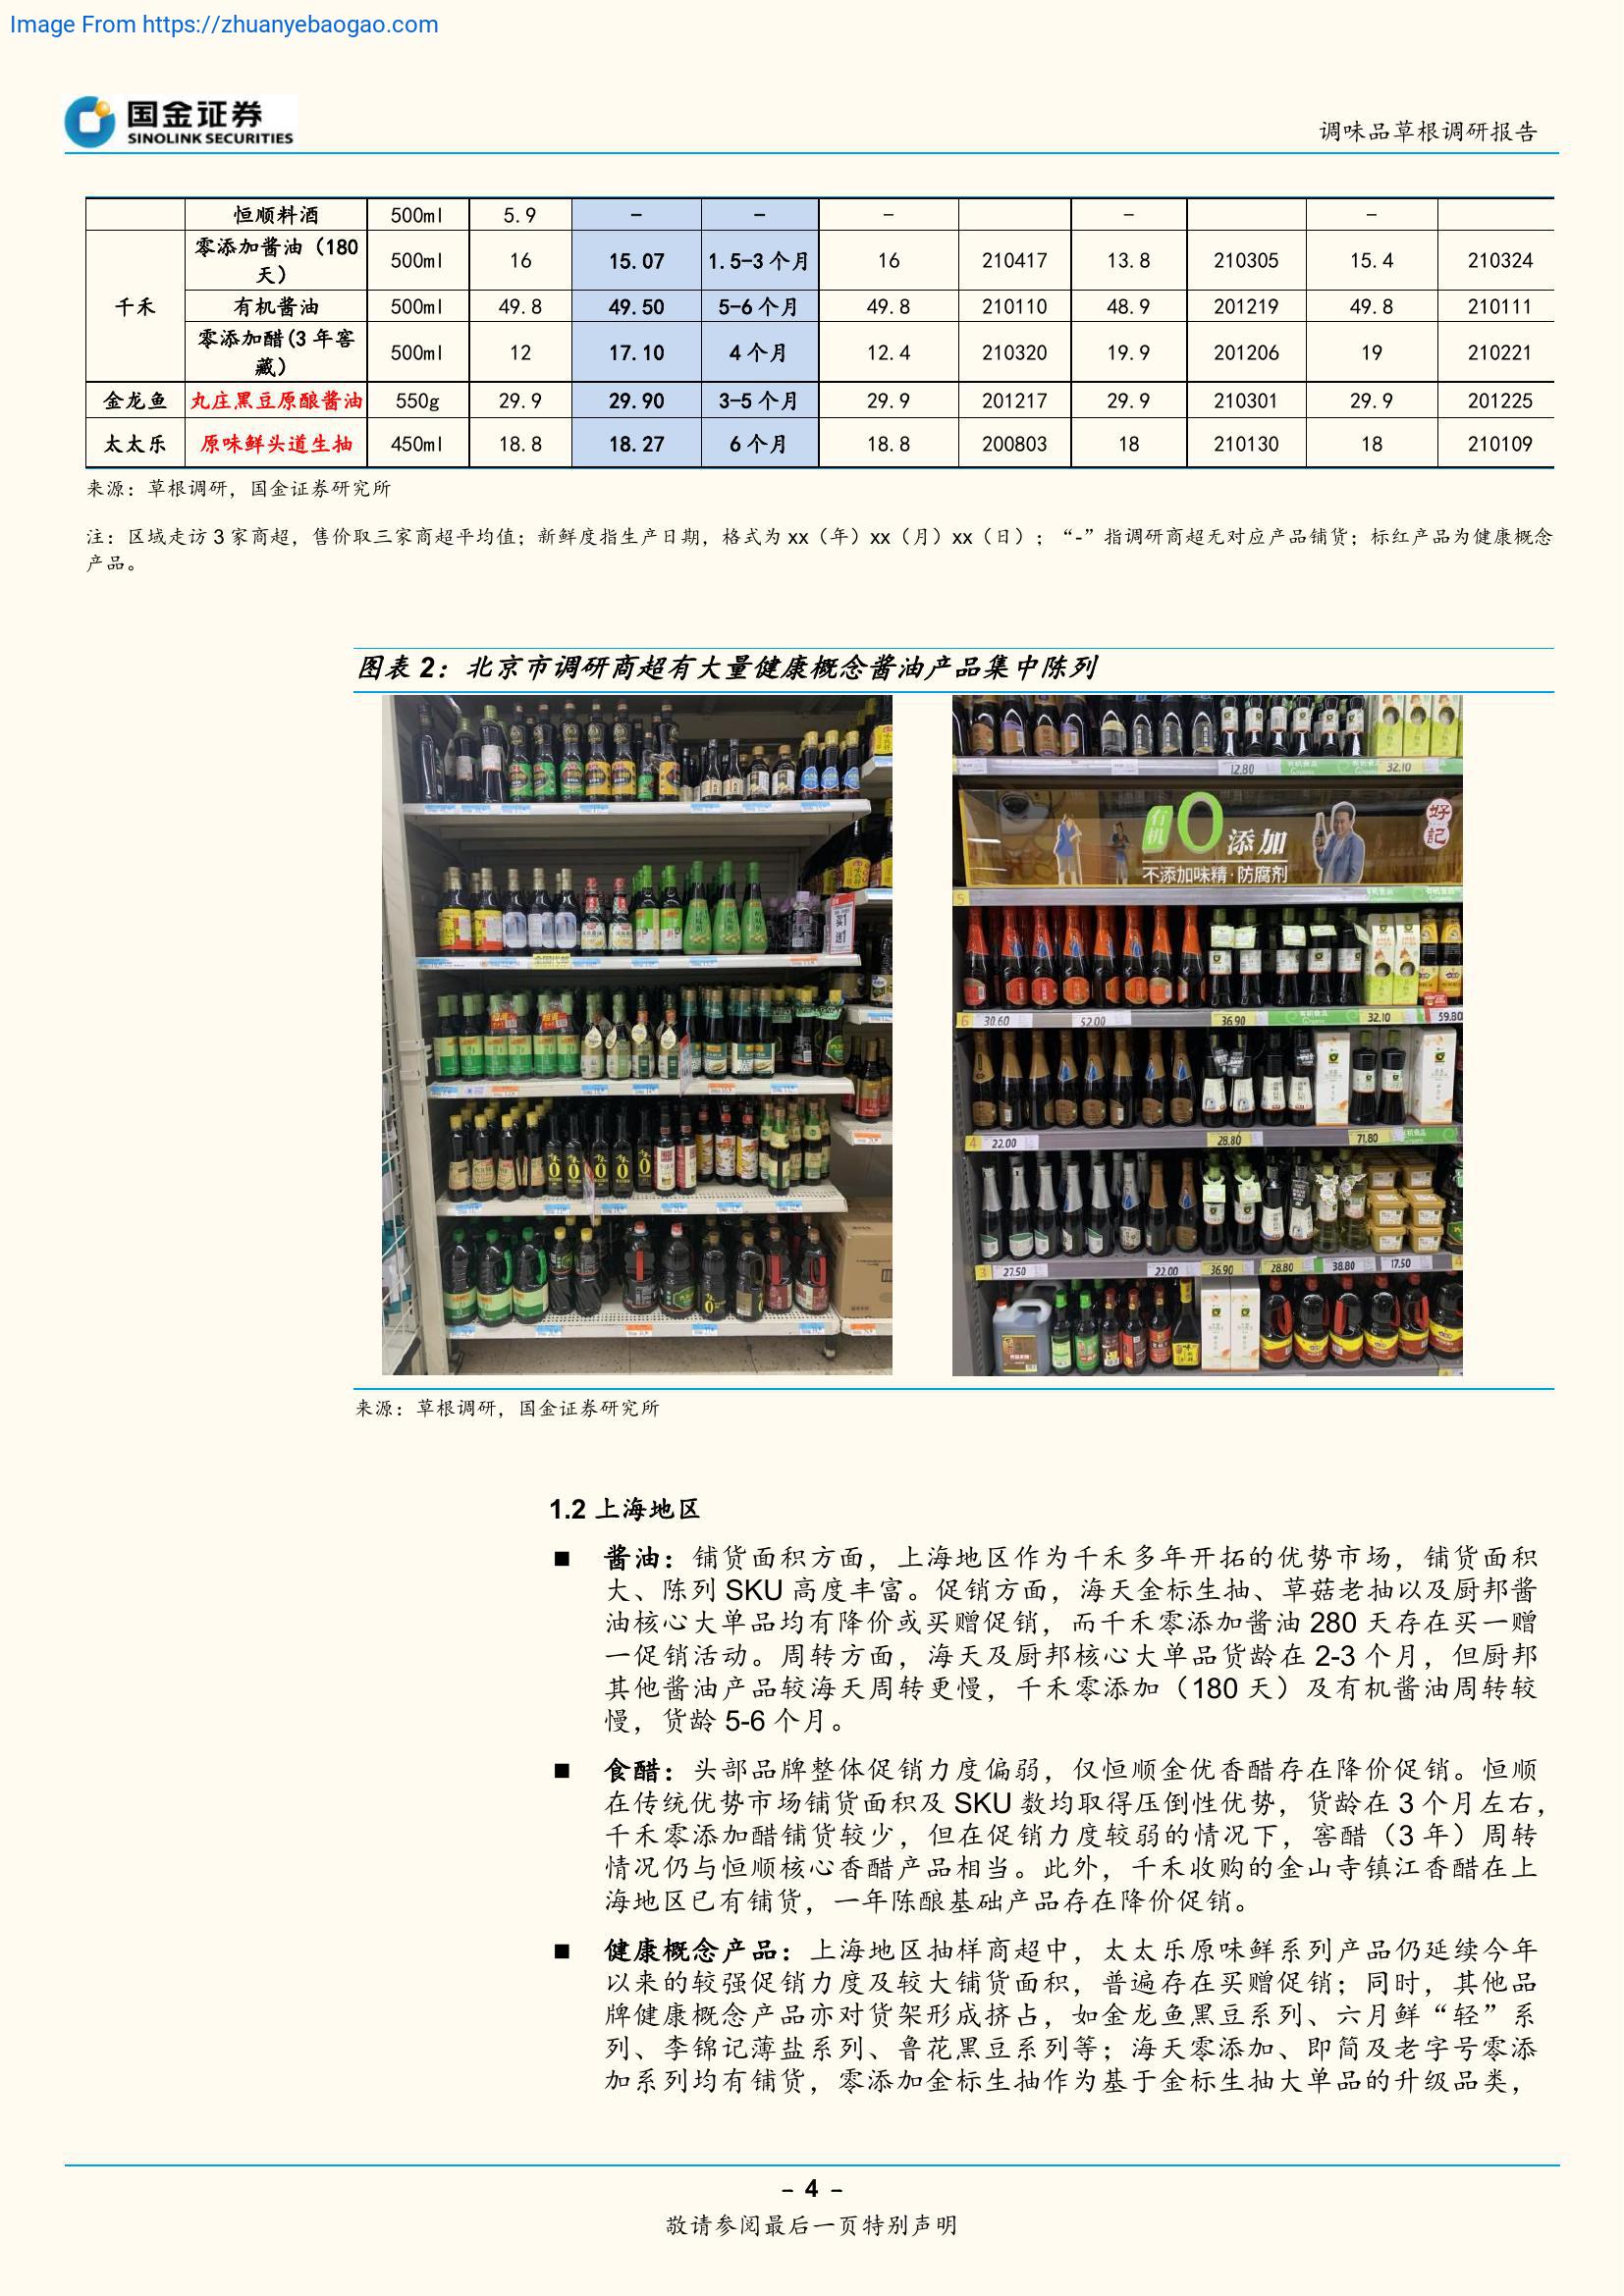 Image From https://zhuanyebaogao.com
国金证券
SINOLINK SECURITIES
调味品草根调研报告
恒顺料酒 500ml 5.9 - - - - -
千禾 零添加酱油（180天） 500ml 16 15.07 1.5-3个月 16 210417 13.8 210305 15.4 210324
有机酱油 500ml 49.8 49.50 5-6个月 49.8 210110 48.9 201219 49.8 210111
零添加醋(3年窖藏） 500ml 12 17.10 4个月 12.4 210320 19.9 201206 19 210221
金龙鱼 丸庄黑豆原酿酱油 550g 29.9 29.90 3-5个月 29.9 201217 29.9 210301 29.9 201225
太太乐 原味鲜头道生抽 450ml 18.8 18.27 6个月 18.8 200803 18 210130 18 210109
来源：草根调研，国金证券研究所
注：区域走访3家商超，售价取三家商超平均值；新鲜度指生产日期，格式为xx（年）xx（月）xx（日）；“-”指调研商超无对应产品铺货；标红产品为健康概念
产品。
图表2：北京市调研商超有大量健康概念酱油产品集中陈列
12.80 32.10
有机 0添加 好記
不添加味精·防腐剂
5
6 30.60 52.00 36.90 32.10 59.80
4 22.00 28.80 71.80
3 27.50 22.00 36.90 28.80 38.80 17.50
来源：草根调研，国金证券研究所
1.2 上海地区
■ 酱油：铺货面积方面，上海地区作为千禾多年开拓的优势市场，铺货面积
大、陈列 SKU 高度丰富。促销方面，海天金标生抽、草菇老抽以及厨邦酱
油核心大单品均有降价或买赠促销，而千禾零添加酱油 280 天存在买一赠
一促销活动。周转方面，海天及厨邦核心大单品货龄在 2-3 个月，但厨邦
其他酱油产品较海天周转更慢，千禾零添加（180 天）及有机酱油周转较
慢，货龄 5-6 个月。
■ 食醋：头部品牌整体促销力度偏弱，仅恒顺金优香醋存在降价促销。恒顺
在传统优势市场铺货面积及 SKU 数均取得压倒性优势，货龄在 3 个月左右，
千禾零添加醋铺货较少，但在促销力度较弱的情况下，窖醋（3 年）周转
情况仍与恒顺核心香醋产品相当。此外，千禾收购的金山寺镇江香醋在上
海地区已有铺货，一年陈酿基础产品存在降价促销。
■ 健康概念产品：上海地区抽样商超中，太太乐原味鲜系列产品仍延续今年
以来的较强促销力度及较大铺货面积，普遍存在买赠促销；同时，其他品
牌健康概念产品亦对货架形成挤占，如金龙鱼黑豆系列、六月鲜“轻”系
列、李锦记薄盐系列、鲁花黑豆系列等；海天零添加、即简及老字号零添
加系列均有铺货，零添加金标生抽作为基于金标生抽大单品的升级品类，
- 4 -
敬请参阅最后一页特别声明